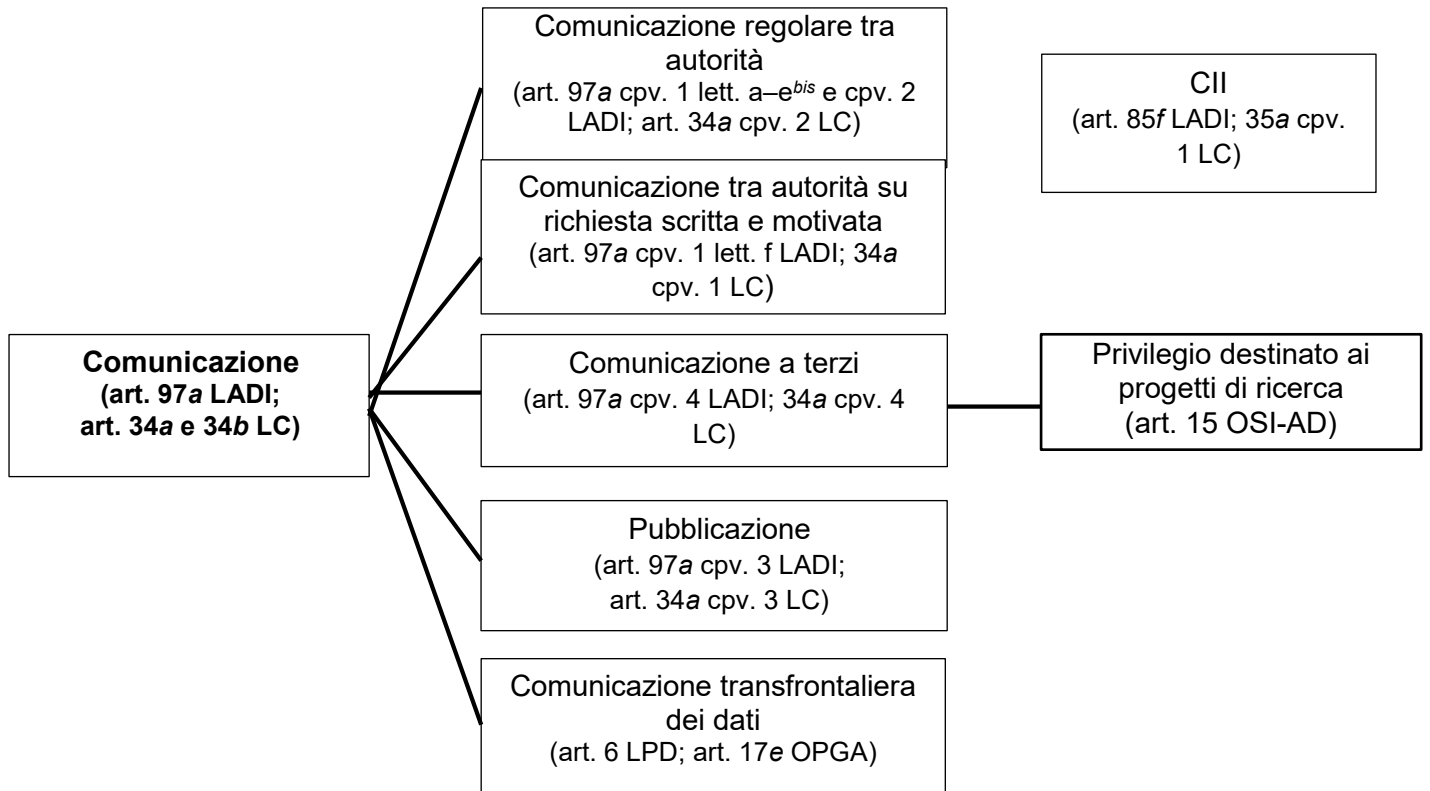 Comunicazione regolare tra
autorità
(art. 97a cpv. 1 lett. a–ebis e cpv. 2
LADI; art. 34a cpv. 2 LC)
CII
(art. 85f LADI; 35a cpv.
1 LC)
Comunicazione tra autorità su
richiesta scritta e motivata
(art. 97a cpv. 1 lett. f LADI; 34a
cpv. 1 LC)
Comunicazione
(art. 97a LADI;
art. 34a e 34b LC)
Comunicazione a terzi
(art. 97a cpv. 4 LADI; 34a cpv. 4
LC)
Privilegio destinato ai
progetti di ricerca
(art. 15 OSI-AD)
Pubblicazione
(art. 97a cpv. 3 LADI;
art. 34a cpv. 3 LC)
Comunicazione transfrontaliera
dei dati
(art. 6 LPD; art. 17e OPGA)